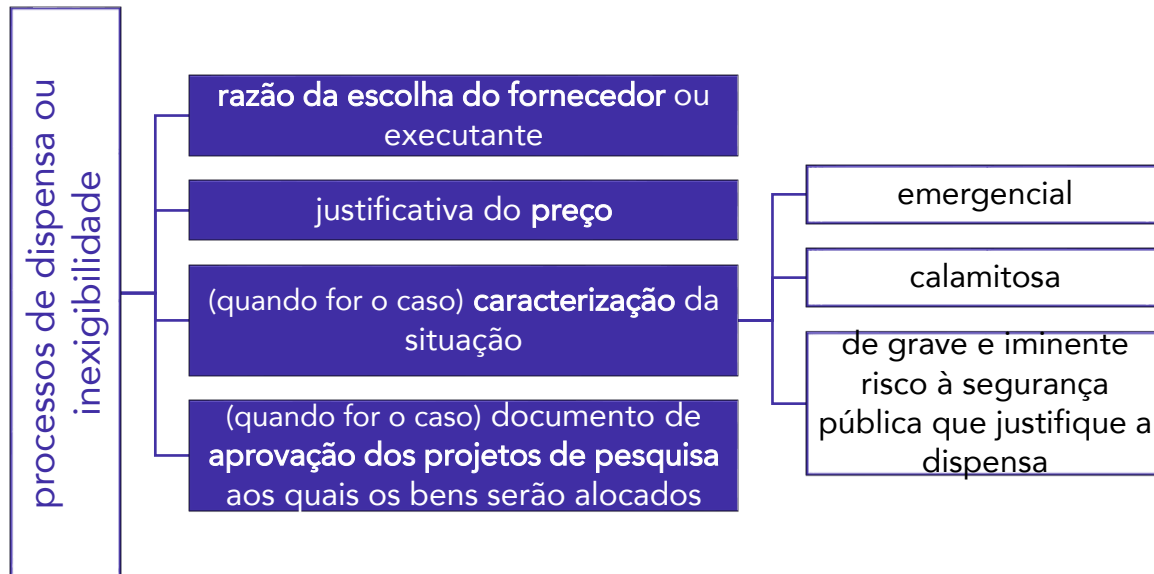 processos de dispensa ou
inexigibilidade
razão da escolha do fornecedor ou
executante
justificativa do preço
(quando for o caso) caracterização da
situação
(quando for o caso) documento de
aprovação dos projetos de pesquisa
aos quais os bens serão alocados
emergencial
calamitosa
de grave e iminente
risco à segurança
pública que justifique a
dispensa